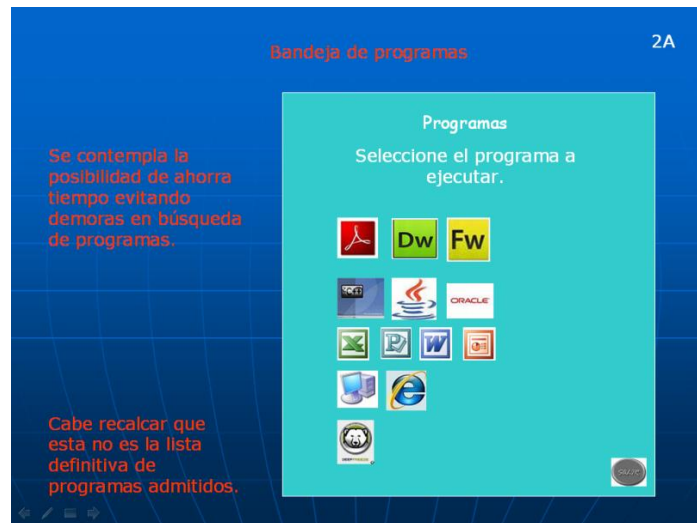 2A
Bandeja de programas
Se contempla la
posibilidad de ahorra
tiempo evitando
demoras en búsqueda
de programas.
Programas
Seleccione el programa a
ejecutar.
Dw
Fw
ORACLE
Cabe recalcar que
esta no es la lista
definitiva de
programas admitidos.